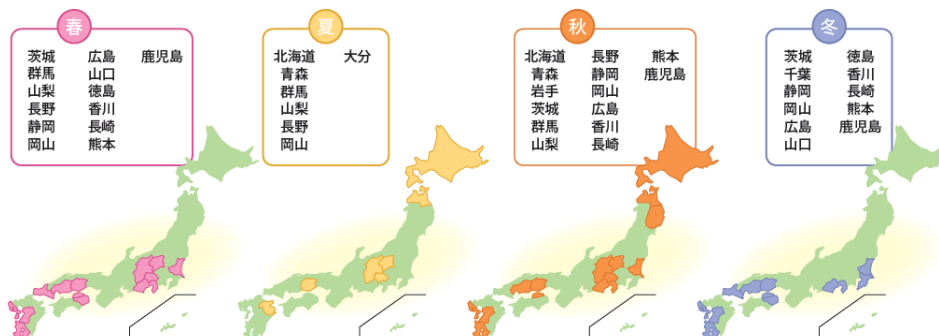 春
茨城 広島 鹿児島
群馬 山口
山梨 徳島
長野 香川
静岡 長崎
岡山 熊本
夏
北海道 大分
青森
群馬
山梨
長野
岡山
秋
北海道 長野 熊本
青森 静岡 鹿児島
岩手 岡山
茨城 広島
群馬 香川
山梨 長崎
冬
茨城 徳島
千葉 香川
静岡 長崎
岡山 熊本
広島 鹿児島
山口